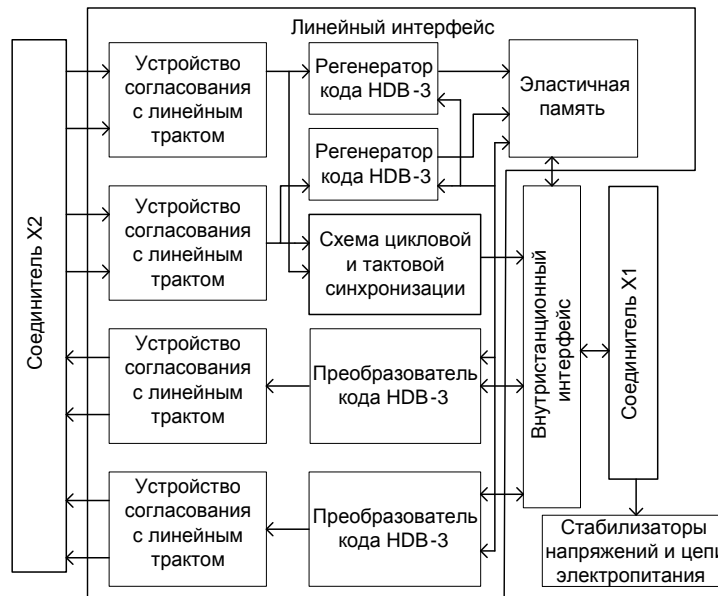 Линейный интерфейс
Соединитель X2
Устройство
согласования
с линейным
трактом
Регенератор
кода HDB-3
Эластичная
память
Регенератор
кода HDB-3
Устройство
согласования
с линейным
трактом
Схема цикловой
и тактовой
синхронизации
Внутристанционный
интерфейс
Соединитель X1
Устройство
согласования
с линейным
трактом
Преобразователь
кода HDB-3
Устройство
согласования
с линейным
трактом
Преобразователь
кода HDB-3
Стабилизаторы
напряжений и цепи
электропитания